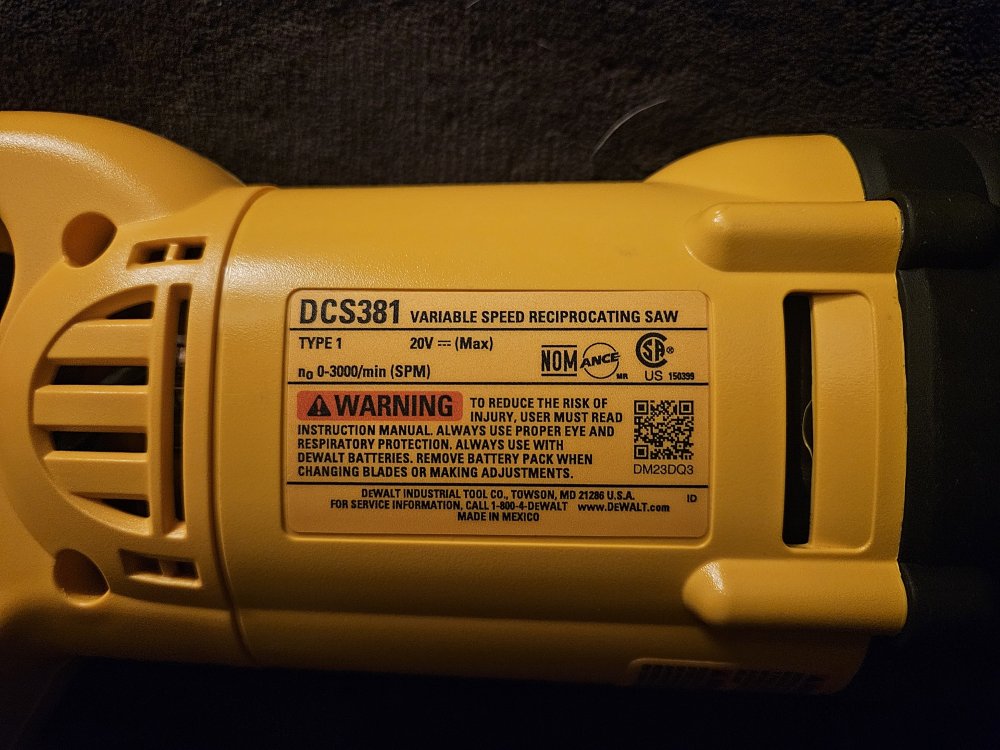 DCS381 VARIABLE SPEED RECIPROCATING SAW
TYPE 1 20V ⎓ (Max)
n₀ 0-3000/min (SPM)
NOM ANCE MR
SA ® US 150399
WARNING TO REDUCE THE RISK OF
INJURY, USER MUST READ
INSTRUCTION MANUAL. ALWAYS USE PROPER EYE AND
RESPIRATORY PROTECTION. ALWAYS USE WITH
DEWALT BATTERIES. REMOVE BATTERY PACK WHEN
CHANGING BLADES OR MAKING ADJUSTMENTS.
DM23DQ3
DEWALT INDUSTRIAL TOOL CO., TOWSON, MD 21286 U.S.A. ID
FOR SERVICE INFORMATION, CALL 1-800-4-DEWALT www.DEWALT.com
MADE IN MEXICO